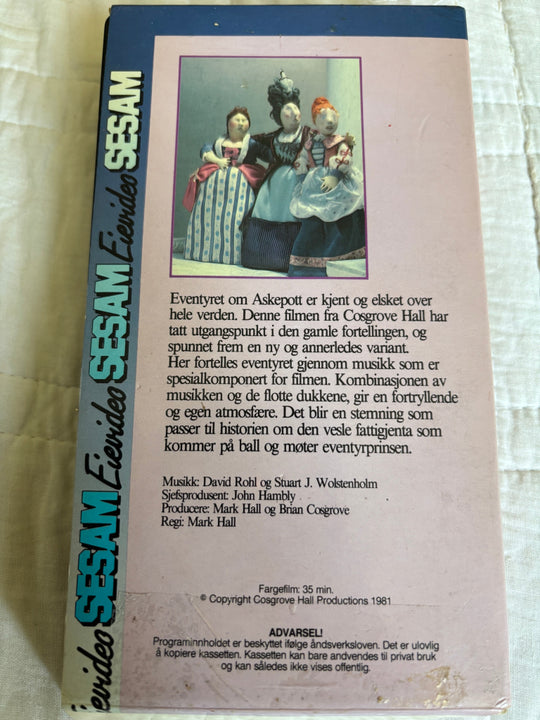 Eventyret om Askepott er kjent og elsket over
hele verden. Denne filmen fra Cosgrove Hall har
tatt utgangspunkt i den gamle fortellingen, og
spunnet frem en ny og annerledes variant.
Her fortelles eventyret gjennom musikk som er
spesialkomponert for filmen. Kombinasjonen av
musikken og de flotte dukkene, gir en fortryllende
og egen atmosfære. Det blir en stemning som
passer til historien om den vesle fattigjenta som
kommer på ball og møter eventyrprinsen.
Musikk: David Rohl og Stuart J. Wolstenholm
Sjefsprodusent: John Hambly
Producere: Mark Hall og Brian Cosgrove
Regi: Mark Hall
Fargefilm: 35 min.
© Copyright Cosgrove Hall Productions 1981
ADVARSEL!
Programinnholdet er beskyttet ifølge åndsverksloven. Det er ulovlig
å kopiere kassetten. Kassetten kan bare andvendes til privat bruk
og kan således ikke vises offentlig.
Eievideo SESAM Eievideo SESAM Eievideo SESAM